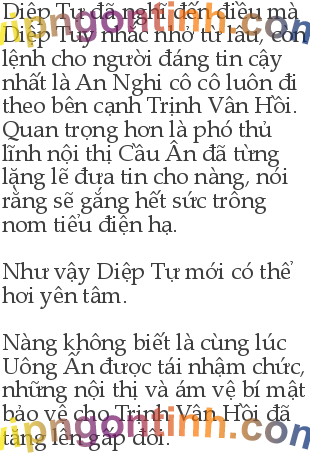 Diệp Tự đã nghĩ đến điều mà
Diệp Tuy nhắc nhở từ lâu, còn
lệnh cho người đáng tin cậy
nhất là An Nghi cô cô luôn đi
theo bên cạnh Trịnh Vân Hồi.
Quan trọng hơn là phó thủ
lĩnh nội thị Cầu Ân đã từng
lặng lẽ đưa tin cho nàng, nói
rằng sẽ gắng hết sức trông
nom tiểu điện hạ.
Như vậy Diệp Tự mới có thể
hơi yên tâm.
Nàng không biết là cùng lúc
Uông Ấn được tái nhậm chức,
những nội thị và ám vệ bí mật
bảo vệ cho Trịnh Vân Hồi đã
tăng lên gấp đôi.
vipngontinh.com
vipngontinh.com